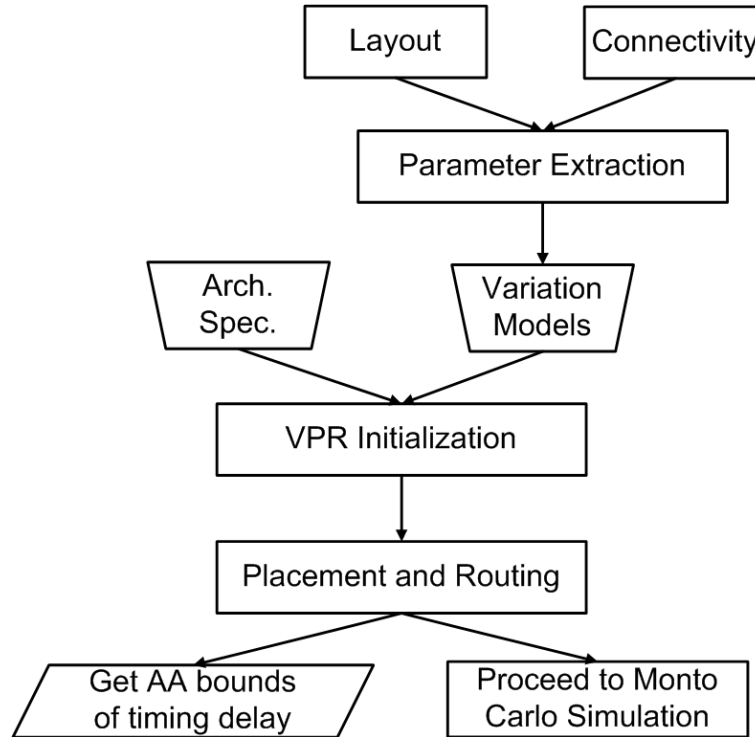 Layout
Connectivity
Parameter Extraction
Arch.
Spec.
Variation
Models
VPR Initialization
Placement and Routing
Get AA bounds
of timing delay
Proceed to Monto
Carlo Simulation